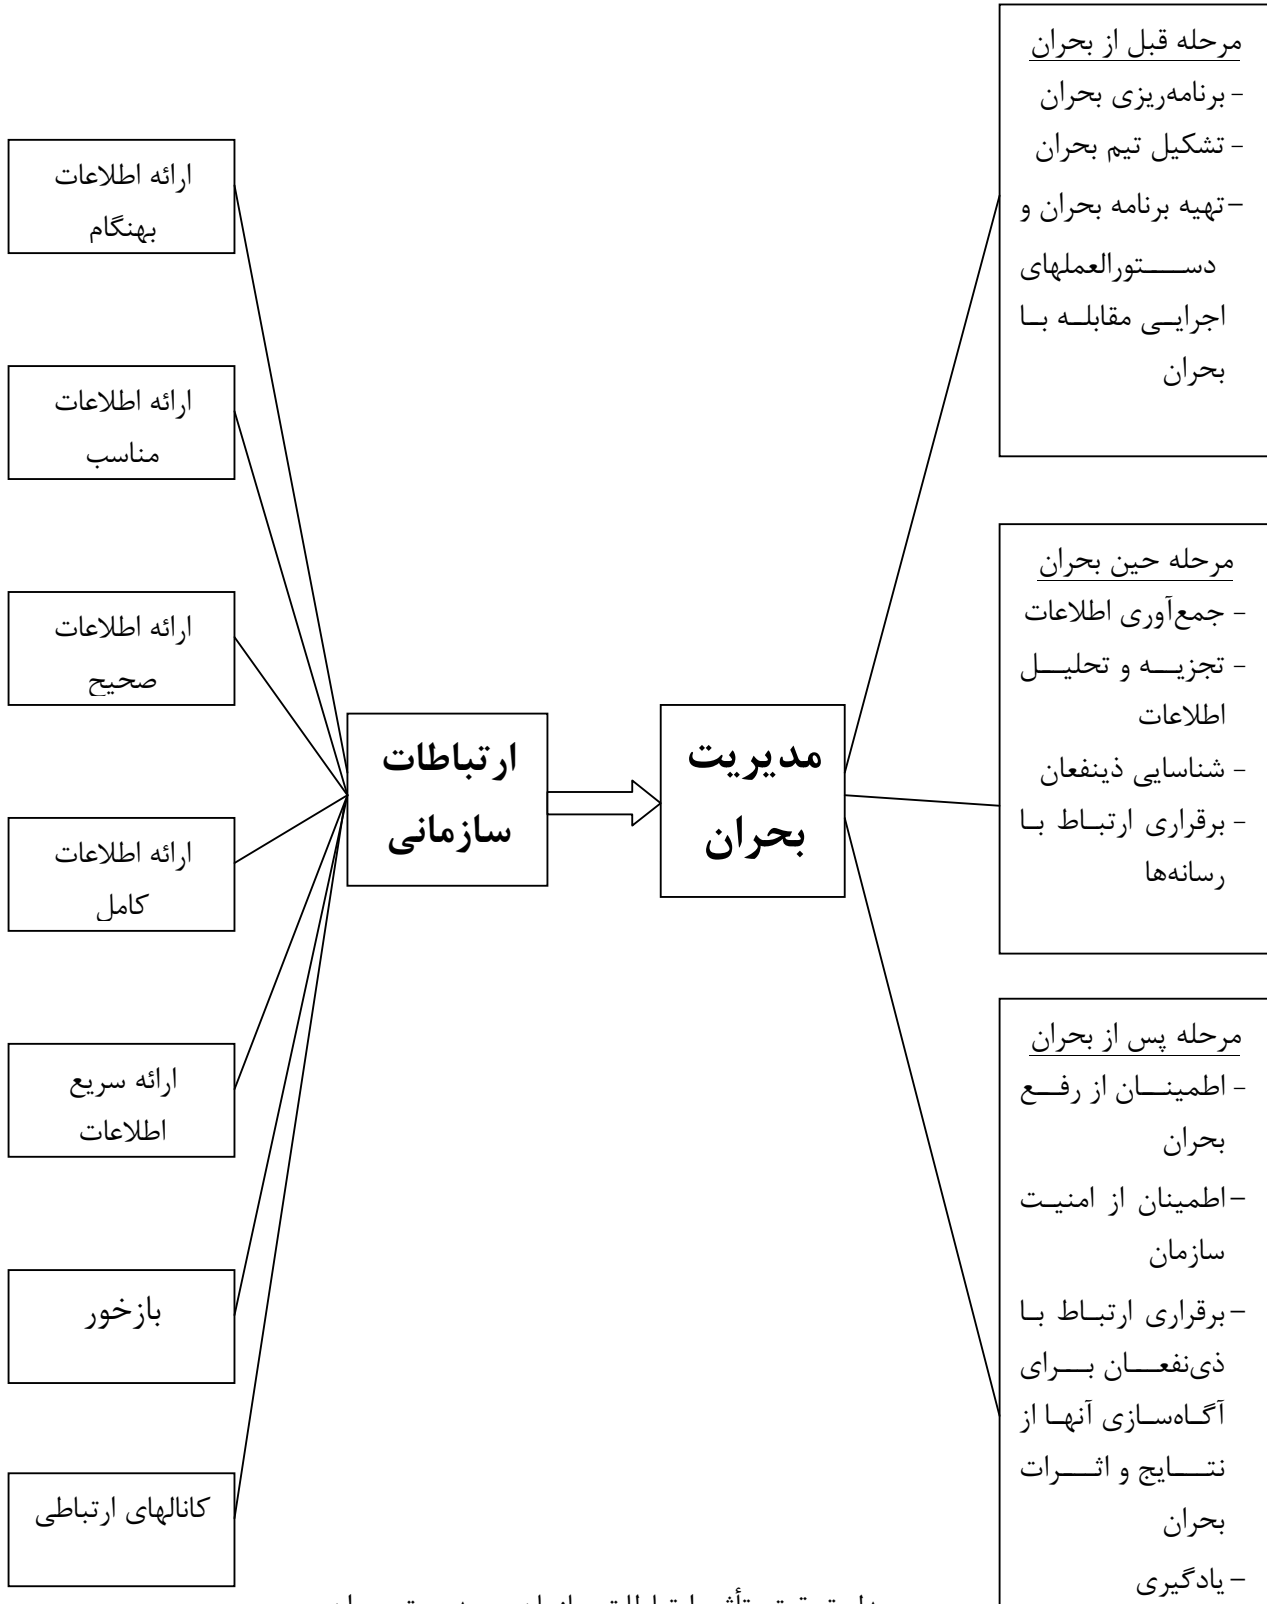 مرحله قبل از بحران
- برنامه‌ریزی بحران
- تشکیل تیم بحران
- تهیه برنامه بحران و
دستورالعملهای
اجرایی مقابله با
بحران
مرحله حین بحران
- جمع‌آوری اطلاعات
- تجزیه و تحلیل
اطلاعات
- شناسایی ذینفعان
- برقراری ارتباط با
رسانه‌ها
مرحله پس از بحران
- اطمینان از رفع
بحران
- اطمینان از امنیت
سازمان
- برقراری ارتباط با
ذی‌نفعان برای
آگاه‌سازی آنها از
نتایج و اثرات
بحران
- یادگیری
مدیریت
بحران
ارتباطات
سازمانی
ارائه اطلاعات
بهنگام
ارائه اطلاعات
مناسب
ارائه اطلاعات
صحیح
ارائه اطلاعات
کامل
ارائه سریع
اطلاعات
بازخور
کانالهای ارتباطی